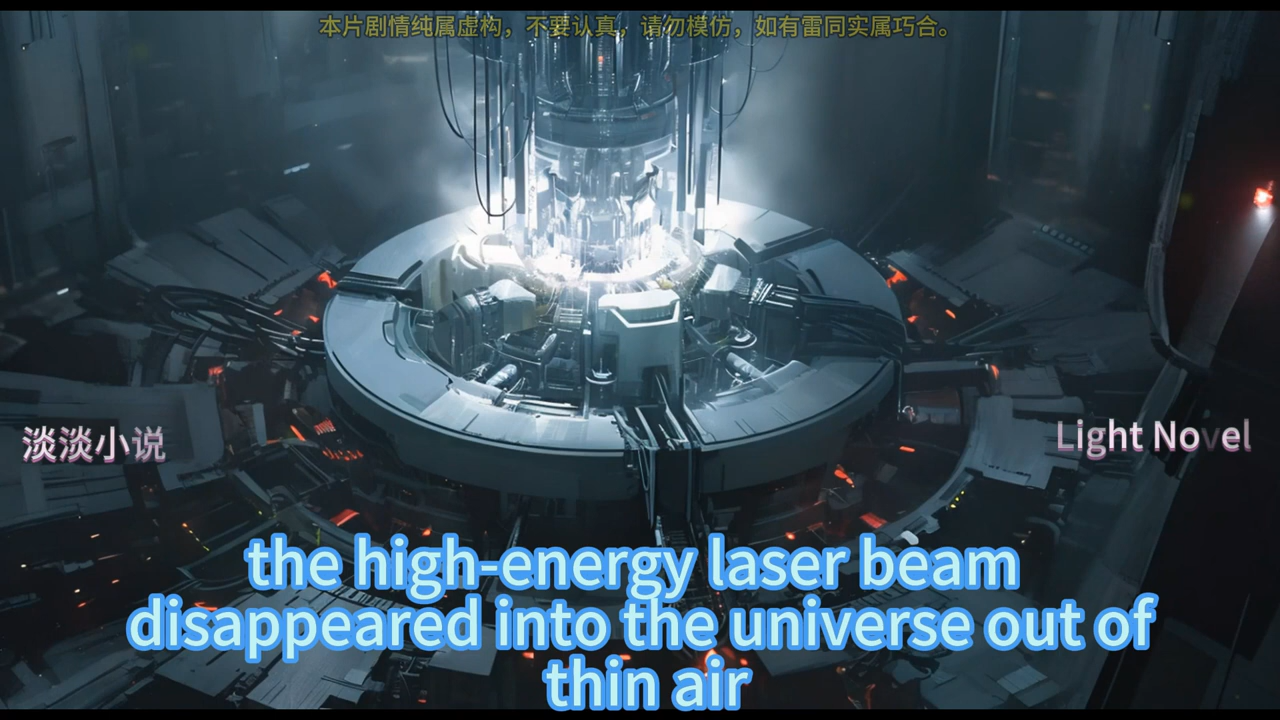 本片剧情纯属虚构，不要认真，请勿模仿，如有雷同实属巧合。
淡淡小说
Light Novel
the high-energy laser beam
disappeared into the universe out of
thin air